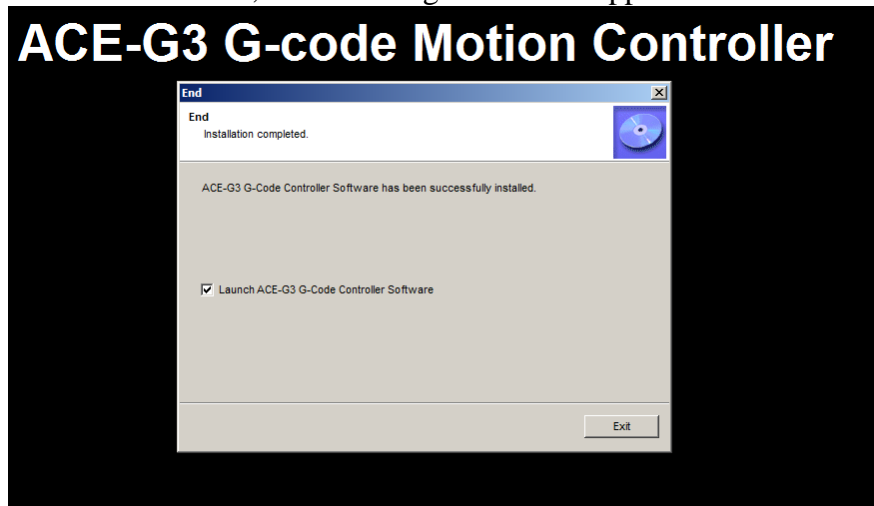 ACE-G3 G-code Motion Controller
End
End
Installation completed.
ACE-G3 G-Code Controller Software has been successfully installed.
Launch ACE-G3 G-Code Controller Software
Exit